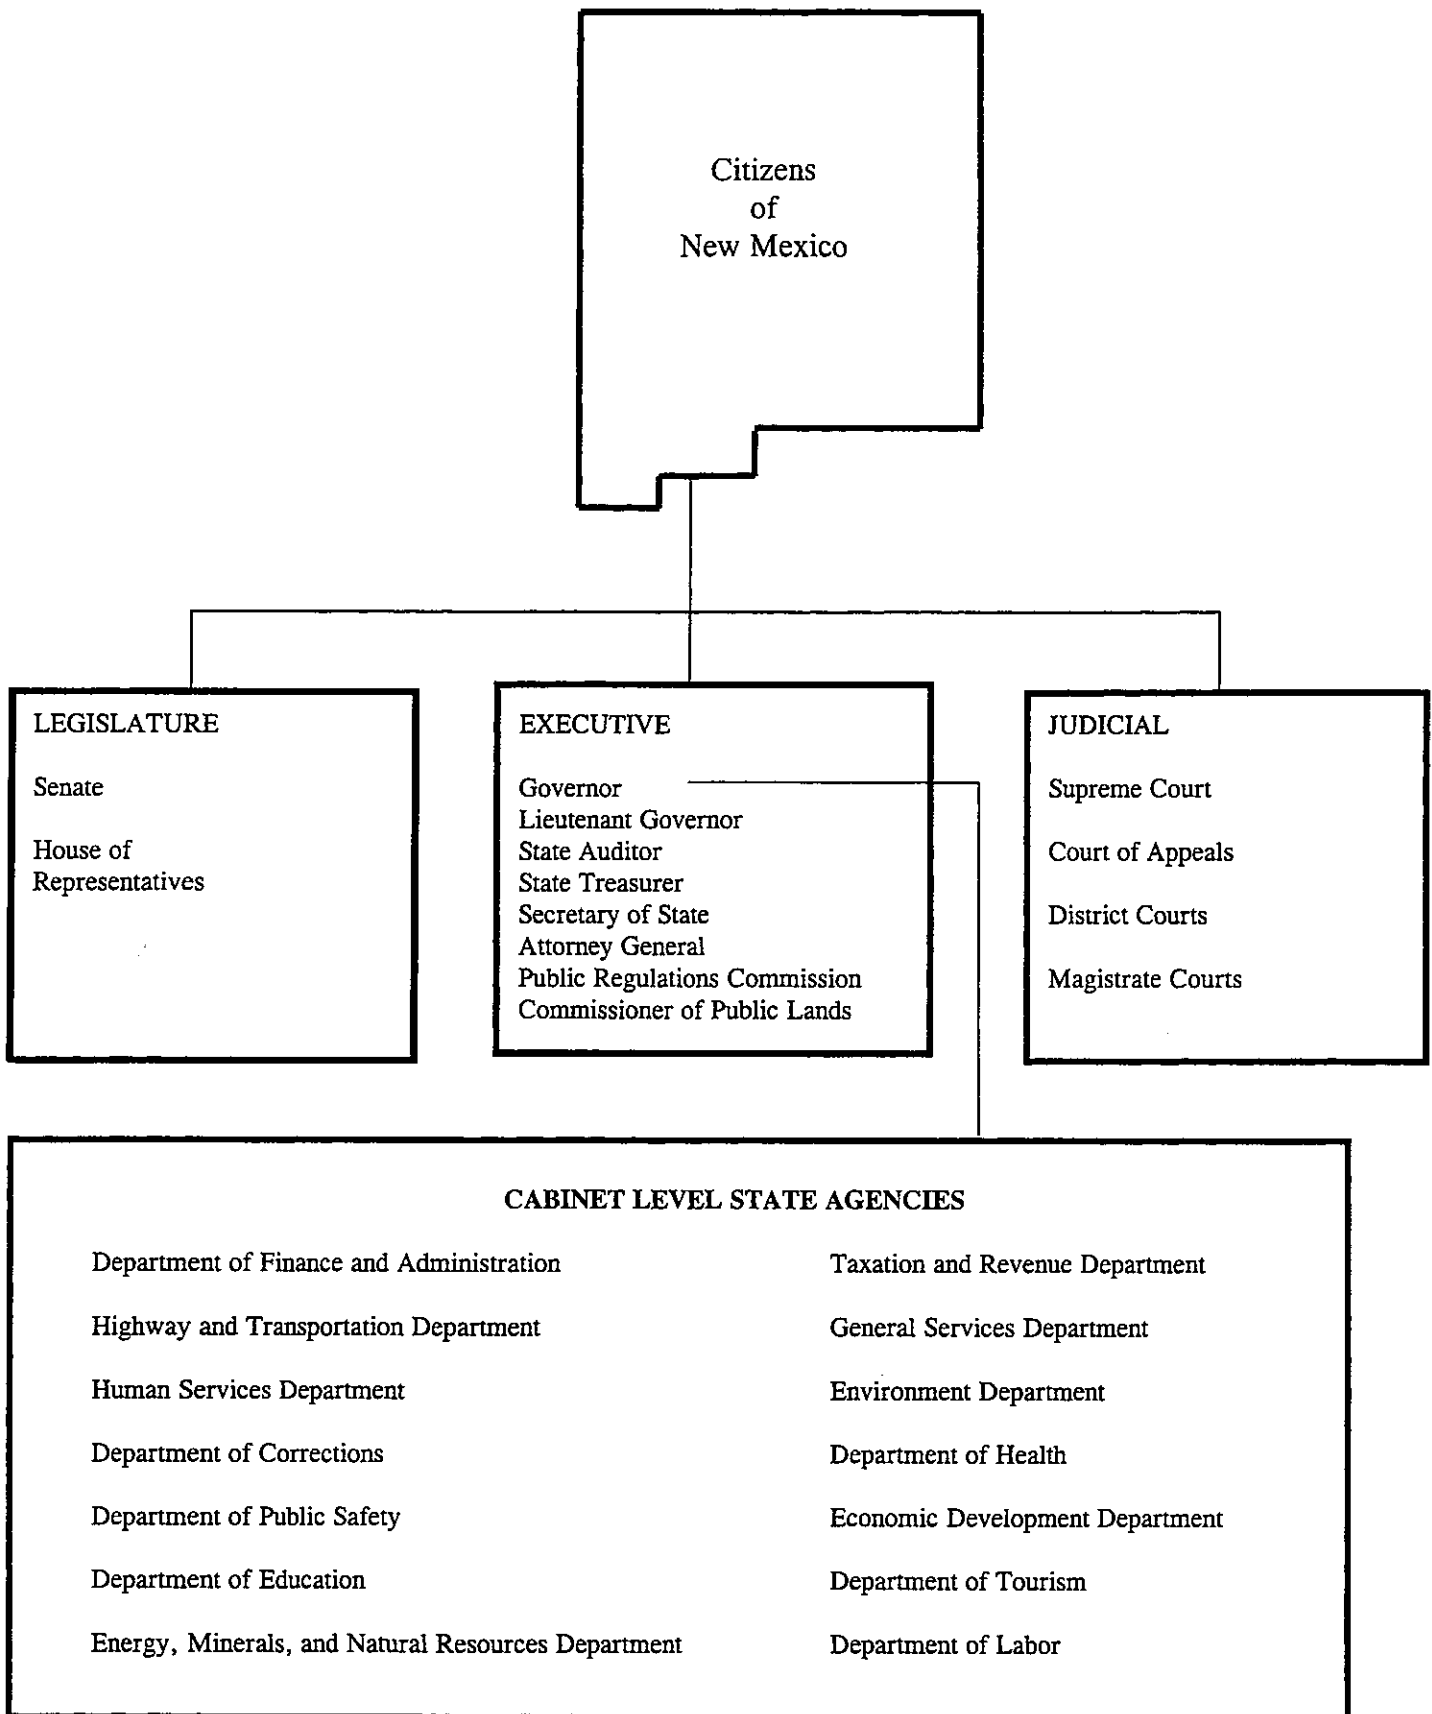 Citizens
of
New Mexico
LEGISLATURE
Senate
House of
Representatives
EXECUTIVE
Governor
Lieutenant Governor
State Auditor
State Treasurer
Secretary of State
Attorney General
Public Regulations Commission
Commissioner of Public Lands
JUDICIAL
Supreme Court
Court of Appeals
District Courts
Magistrate Courts
CABINET LEVEL STATE AGENCIES
Department of Finance and Administration
Highway and Transportation Department
Human Services Department
Department of Corrections
Department of Public Safety
Department of Education
Energy, Minerals, and Natural Resources Department
Taxation and Revenue Department
General Services Department
Environment Department
Department of Health
Economic Development Department
Department of Tourism
Department of Labor